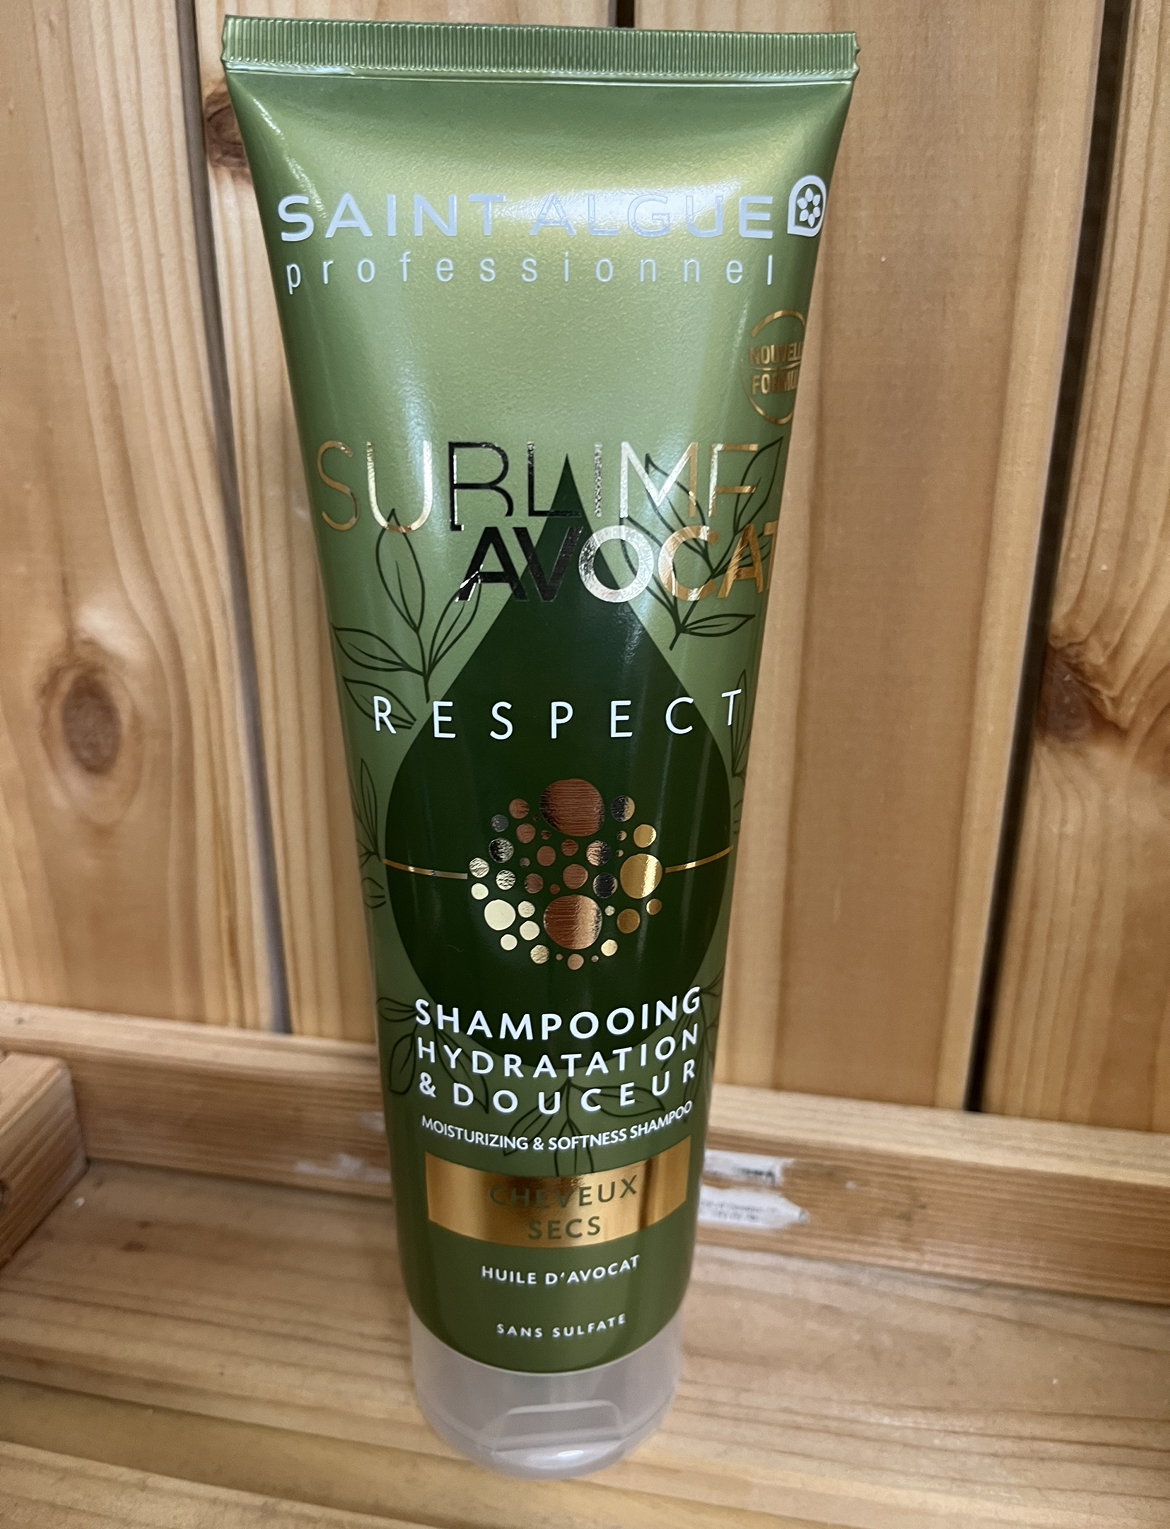 SAINT ALGUE
professionnel
SUBLIME
AVOCAT
RESPECT
SHAMPOOING
HYDRATATION
& DOUCEUR
MOISTURIZING & SOFTNESS SHAMPOO
CHEVEUX
SECS
HUILE D'AVOCAT
SANS SULFATE